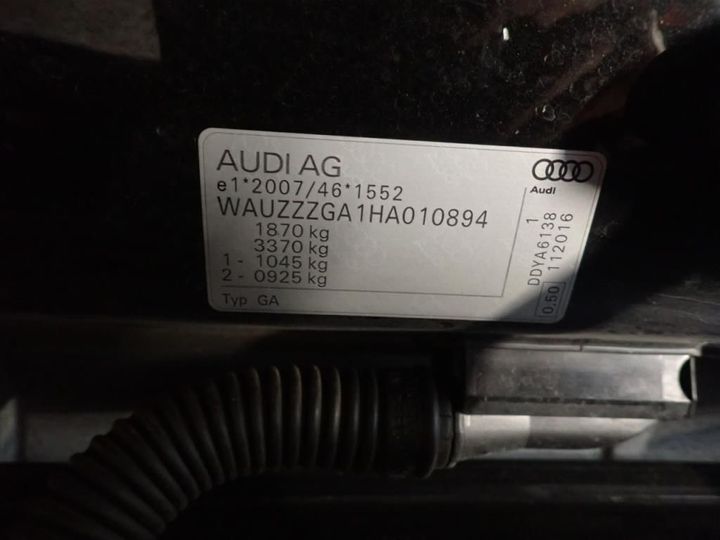 AUDI AG
e1*2007/46*1552
WAUZZZGA1HA010894
1870 kg
3370 kg
1 - 1045 kg
2 - 0925 kg
Typ GA
Audi
DDYA6138 1
0.50 112016